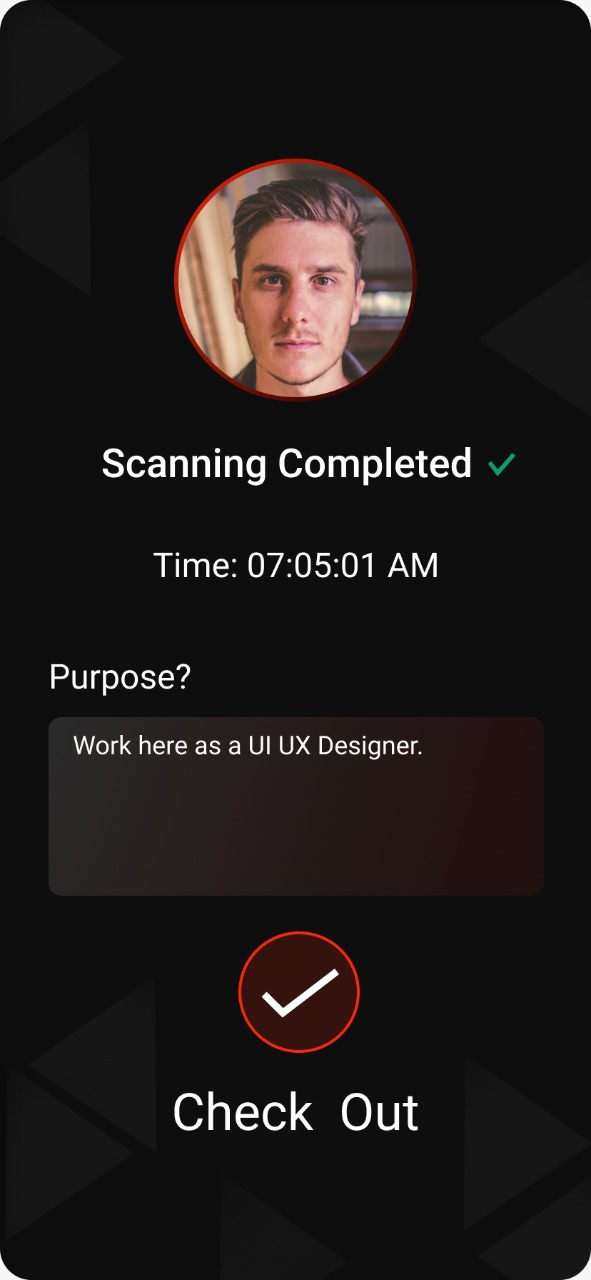 Scanning Completed
Time: 07:05:01 AM
Purpose?
Work here as a UI UX Designer.
Check Out